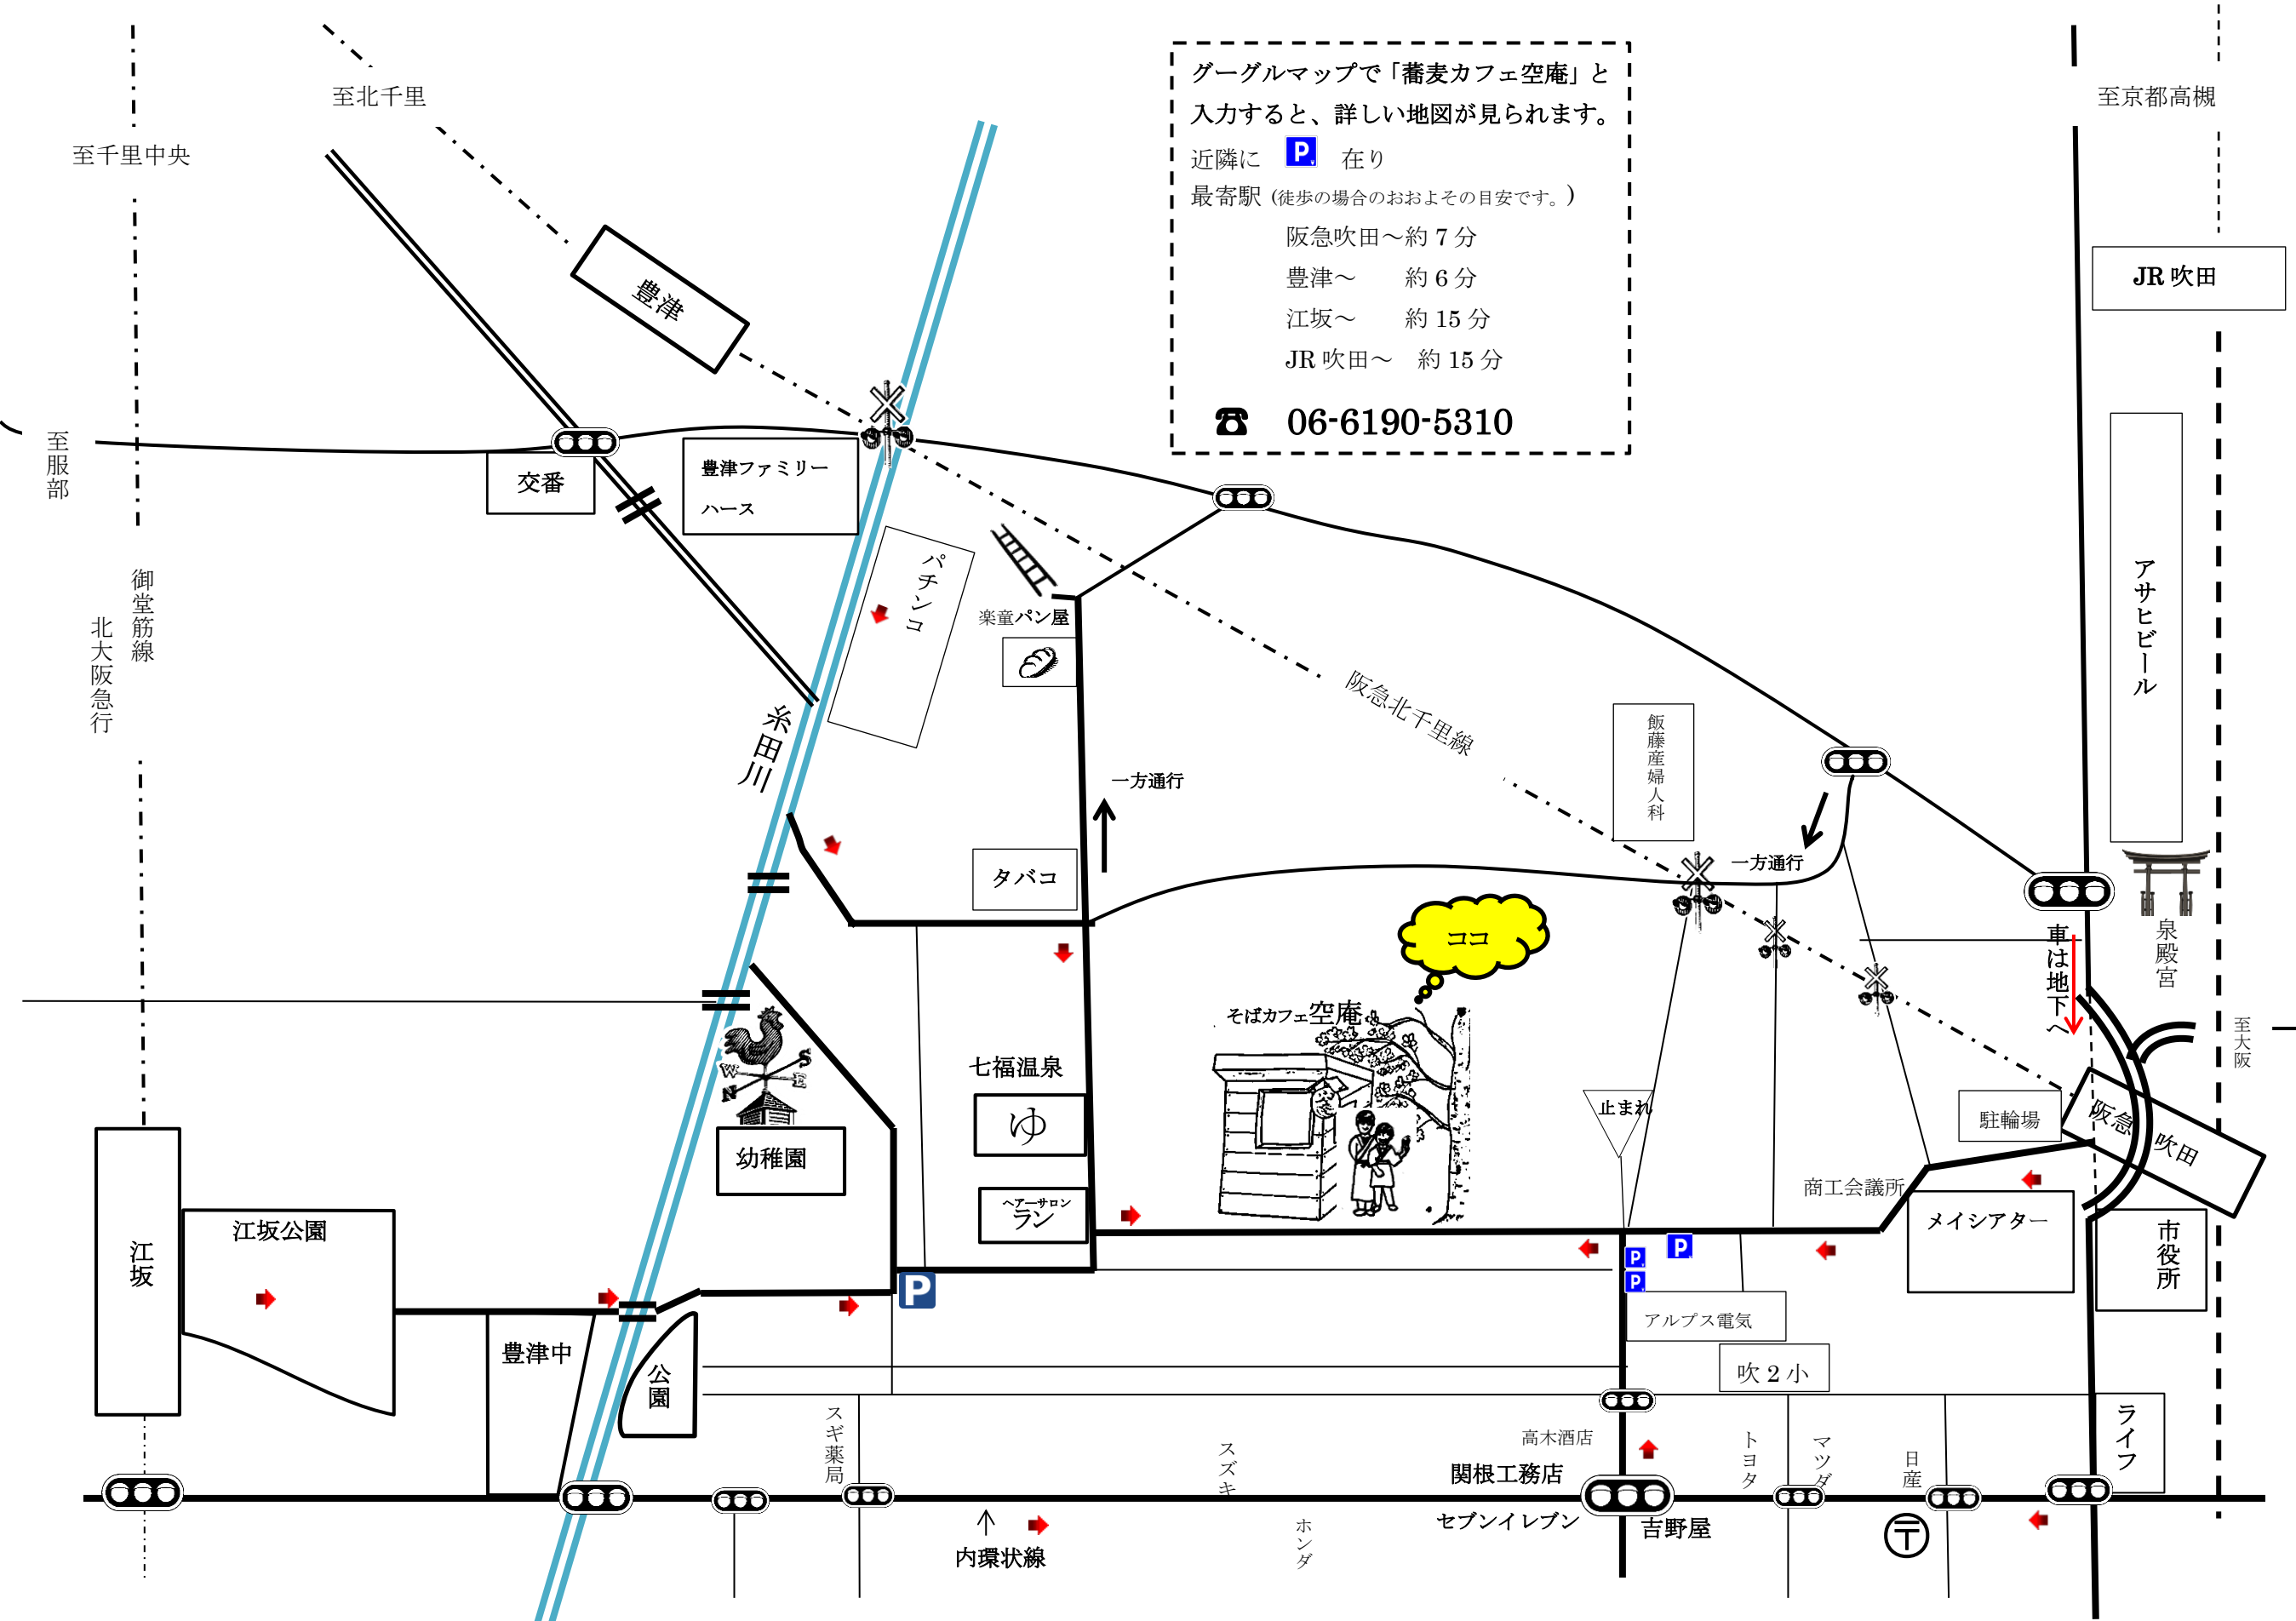 グーグルマップで「蕎麦カフェ空庵」と
入力すると、詳しい地図が見られます。
近隣に P 在り
最寄駅 (徒歩の場合のおおよその目安です。)
阪急吹田～約 7 分
豊津～ 約 6 分
江坂～ 約 15 分
JR 吹田～ 約 15 分
☎ 06-6190-5310
至北千里
至千里中央
至京都高槻
JR 吹田
豊津
至服部
交番
豊津ファミリー
ハース
パチンコ
楽童パン屋
御堂筋線
北大阪急行
糸田川
阪急北千里線
飯藤産婦人科
アサヒビール
一方通行
一方通行
タバコ
ココ
そばカフェ空庵
車は地下へ
泉殿宮
至大阪
七福温泉
ゆ
W
S
N
E
幼稚園
ヘアーサロン
ラン
止まれ
駐輪場
阪急 吹田
商工会議所
メイシアター
市役所
江坂
江坂公園
P
P
P
P
アルプス電気
豊津中
公園
吹 2 小
ライフ
スギ薬局
スズキ
高木酒店
関根工務店
トヨタ
マツダ
日産
セブンイレブン
吉野屋
〒
内環状線
ホンダ